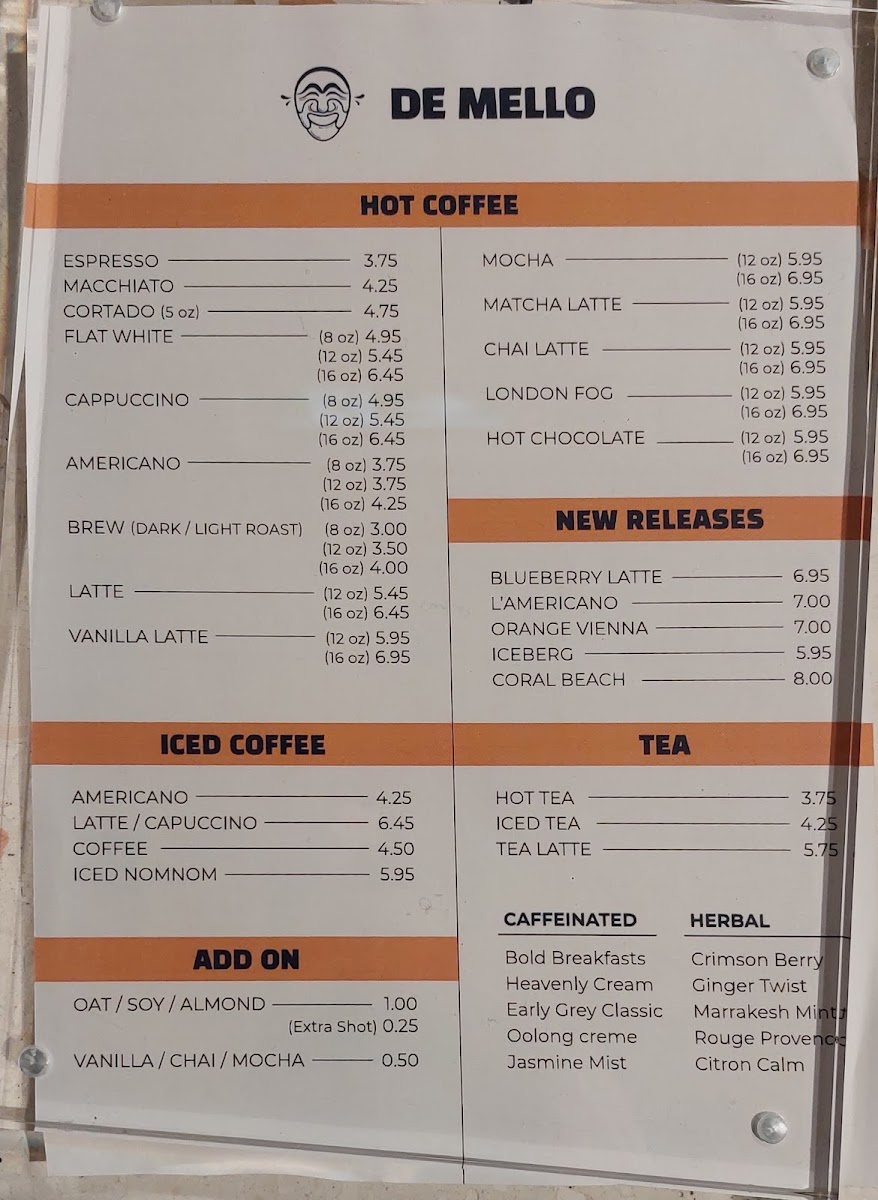 DE MELLO
HOT COFFEE
ESPRESSO 3.75
MACCHIATO 4.25
CORTADO (5 oz) 4.75
FLAT WHITE (8 oz) 4.95
(12 oz) 5.45
(16 oz) 6.45
CAPPUCCINO (8 oz) 4.95
(12 oz) 5.45
(16 oz) 6.45
AMERICANO (8 oz) 3.75
(12 oz) 3.75
(16 oz) 4.25
BREW (DARK / LIGHT ROAST) (8 oz) 3.00
(12 oz) 3.50
(16 oz) 4.00
LATTE (12 oz) 5.45
(16 oz) 6.45
VANILLA LATTE (12 oz) 5.95
(16 oz) 6.95
MOCHA (12 oz) 5.95
(16 oz) 6.95
MATCHA LATTE (12 oz) 5.95
(16 oz) 6.95
CHAI LATTE (12 oz) 5.95
(16 oz) 6.95
LONDON FOG (12 oz) 5.95
(16 oz) 6.95
HOT CHOCOLATE (12 oz) 5.95
(16 oz) 6.95
NEW RELEASES
BLUEBERRY LATTE 6.95
L'AMERICANO 7.00
ORANGE VIENNA 7.00
ICEBERG 5.95
CORAL BEACH 8.00
ICED COFFEE
AMERICANO 4.25
LATTE / CAPUCCINO 6.45
COFFEE 4.50
ICED NOMNOM 5.95
ADD ON
OAT / SOY / ALMOND 1.00
(Extra Shot) 0.25
VANILLA / CHAI / MOCHA 0.50
TEA
HOT TEA 3.75
ICED TEA 4.25
TEA LATTE 5.75
CAFFEINATED
Bold Breakfasts
Heavenly Cream
Early Grey Classic
Oolong creme
Jasmine Mist
HERBAL
Crimson Berry
Ginger Twist
Marrakesh Mint
Rouge Provence
Citron Calm